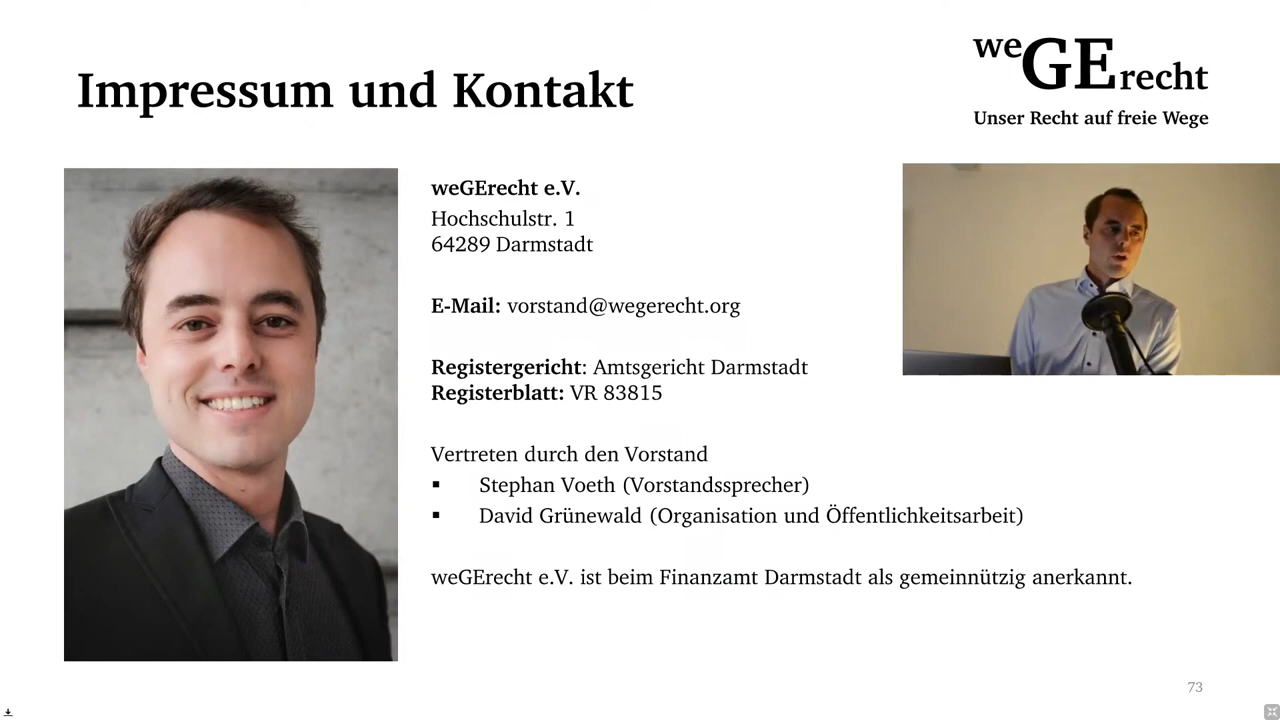 Impressum und Kontakt
weGErecht
Unser Recht auf freie Wege
weGErecht e.V.
Hochschulstr. 1
64289 Darmstadt
E-Mail: vorstand@wegerecht.org
Registergericht: Amtsgericht Darmstadt
Registerblatt: VR 83815
Vertreten durch den Vorstand
▪ Stephan Voeth (Vorstandssprecher)
▪ David Grünewald (Organisation und Öffentlichkeitsarbeit)
weGErecht e.V. ist beim Finanzamt Darmstadt als gemeinnützig anerkannt.
73